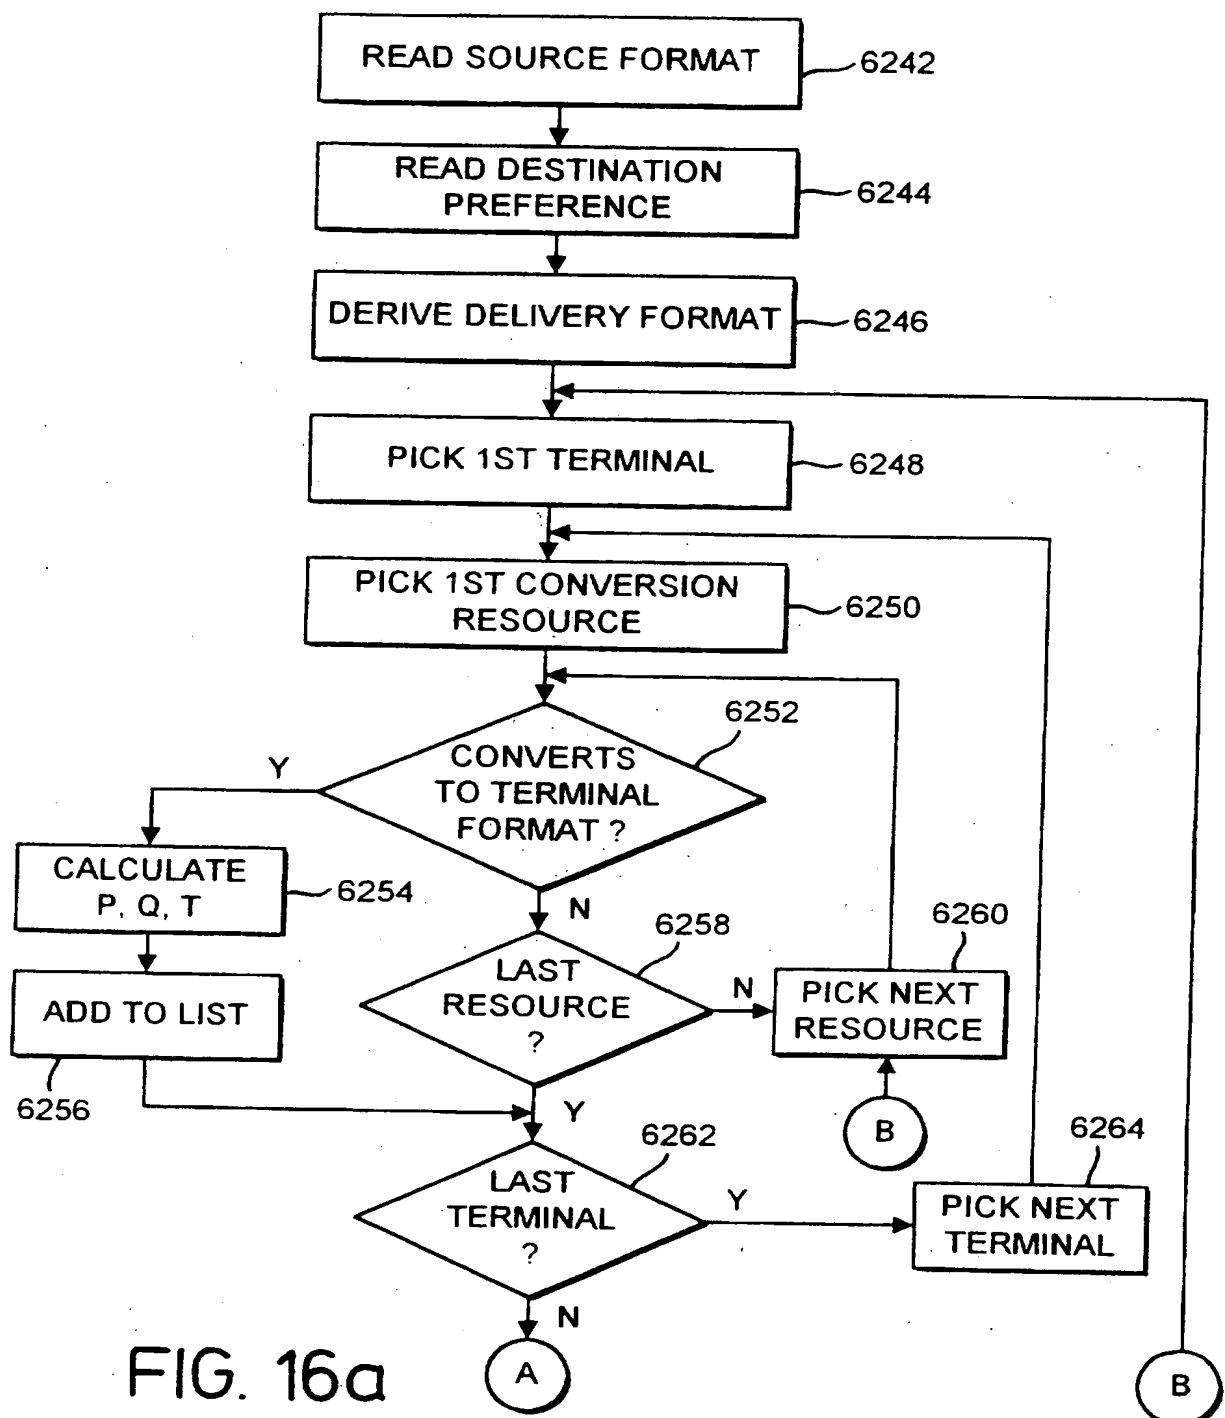 READ SOURCE FORMAT
6242
READ DESTINATION
PREFERENCE
6244
DERIVE DELIVERY FORMAT
6246
PICK 1ST TERMINAL
6248
PICK 1ST CONVERSION
RESOURCE
6250
6252
CONVERTS
TO TERMINAL
FORMAT ?
Y
N
CALCULATE
P, Q, T
6254
ADD TO LIST
6256
6258
LAST
RESOURCE
?
N
Y
6260
PICK NEXT
RESOURCE
B
6262
LAST
TERMINAL
?
Y
N
6264
PICK NEXT
TERMINAL
A
B
FIG. 16a